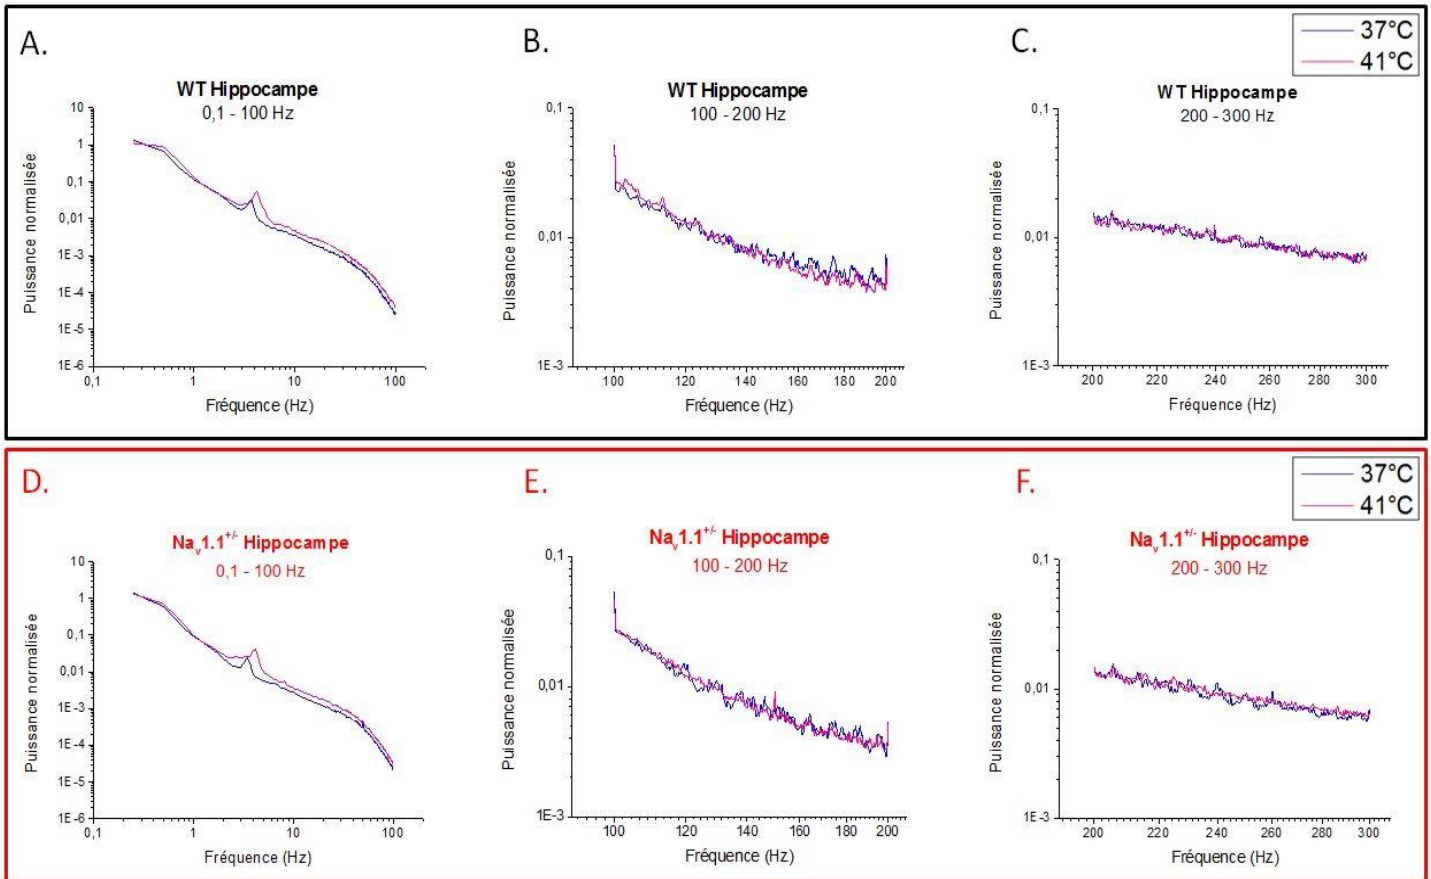 A.
WT Hippocampe
0,1 - 100 Hz
Puissance normalisée
10
1
0,1
0,01
1E-3
1E-4
1E-5
1E-6
0,1 1 10 100
Fréquence (Hz)
B.
WT Hippocampe
100 - 200 Hz
Puissance normalisée
0,1
0,01
1E-3
100 120 140 160 180 200
Fréquence (Hz)
C.
37°C
41°C
WT Hippocampe
200 - 300 Hz
Puissance normalisée
0,1
0,01
1E-3
200 220 240 260 280 300
Fréquence (Hz)
D.
Nav1.1+/- Hippocampe
0,1 - 100 Hz
Puissance normalisée
10
1
0,1
0,01
1E-3
1E-4
1E-5
1E-6
0,1 1 10 100
Fréquence (Hz)
E.
Nav1.1+/- Hippocampe
100 - 200 Hz
Puissance normalisée
0,1
0,01
1E-3
100 120 140 160 180 200
Fréquence (Hz)
F.
37°C
41°C
Nav1.1+/- Hippocampe
200 - 300 Hz
Puissance normalisée
0,1
0,01
1E-3
200 220 240 260 280 300
Fréquence (Hz)